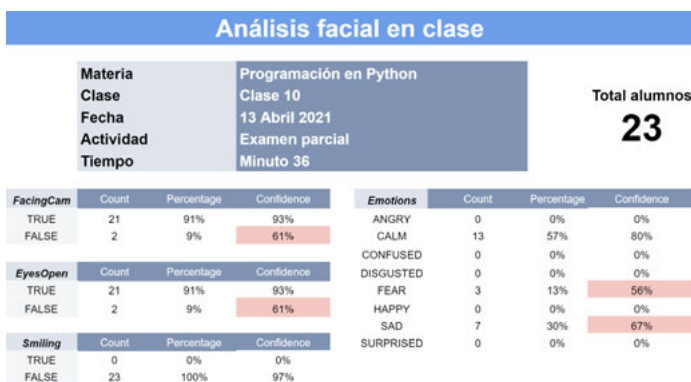 Análisis facial en clase
Materia Programación en Python
Clase Clase 10
Fecha 13 Abril 2021
Actividad Examen parcial
Tiempo Minuto 36
Total alumnos
23
FacingCam Count Percentage Confidence
TRUE 21 91% 93%
FALSE 2 9% 61%
EyesOpen Count Percentage Confidence
TRUE 21 91% 93%
FALSE 2 9% 61%
Smiling Count Percentage Confidence
TRUE 0 0% 0%
FALSE 23 100% 97%
Emotions Count Percentage Confidence
ANGRY 0 0% 0%
CALM 13 57% 80%
CONFUSED 0 0% 0%
DISGUSTED 0 0% 0%
FEAR 3 13% 56%
HAPPY 0 0% 0%
SAD 7 30% 67%
SURPRISED 0 0% 0%